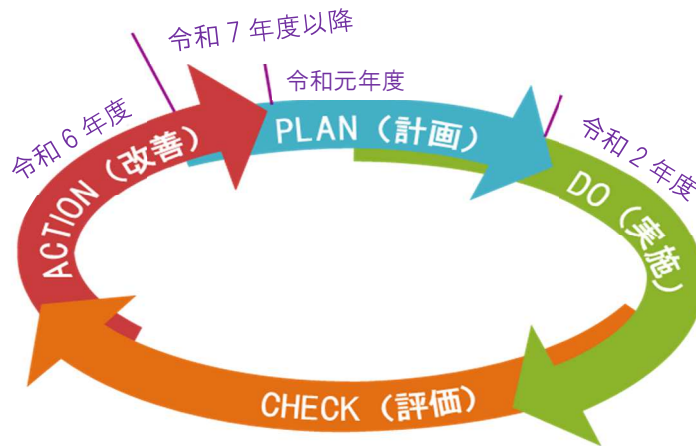 令和7年度以降
令和元年度
令和6年度
令和2年度
PLAN（計画）
DO（実施）
CHECK（評価）
ACTION（改善）